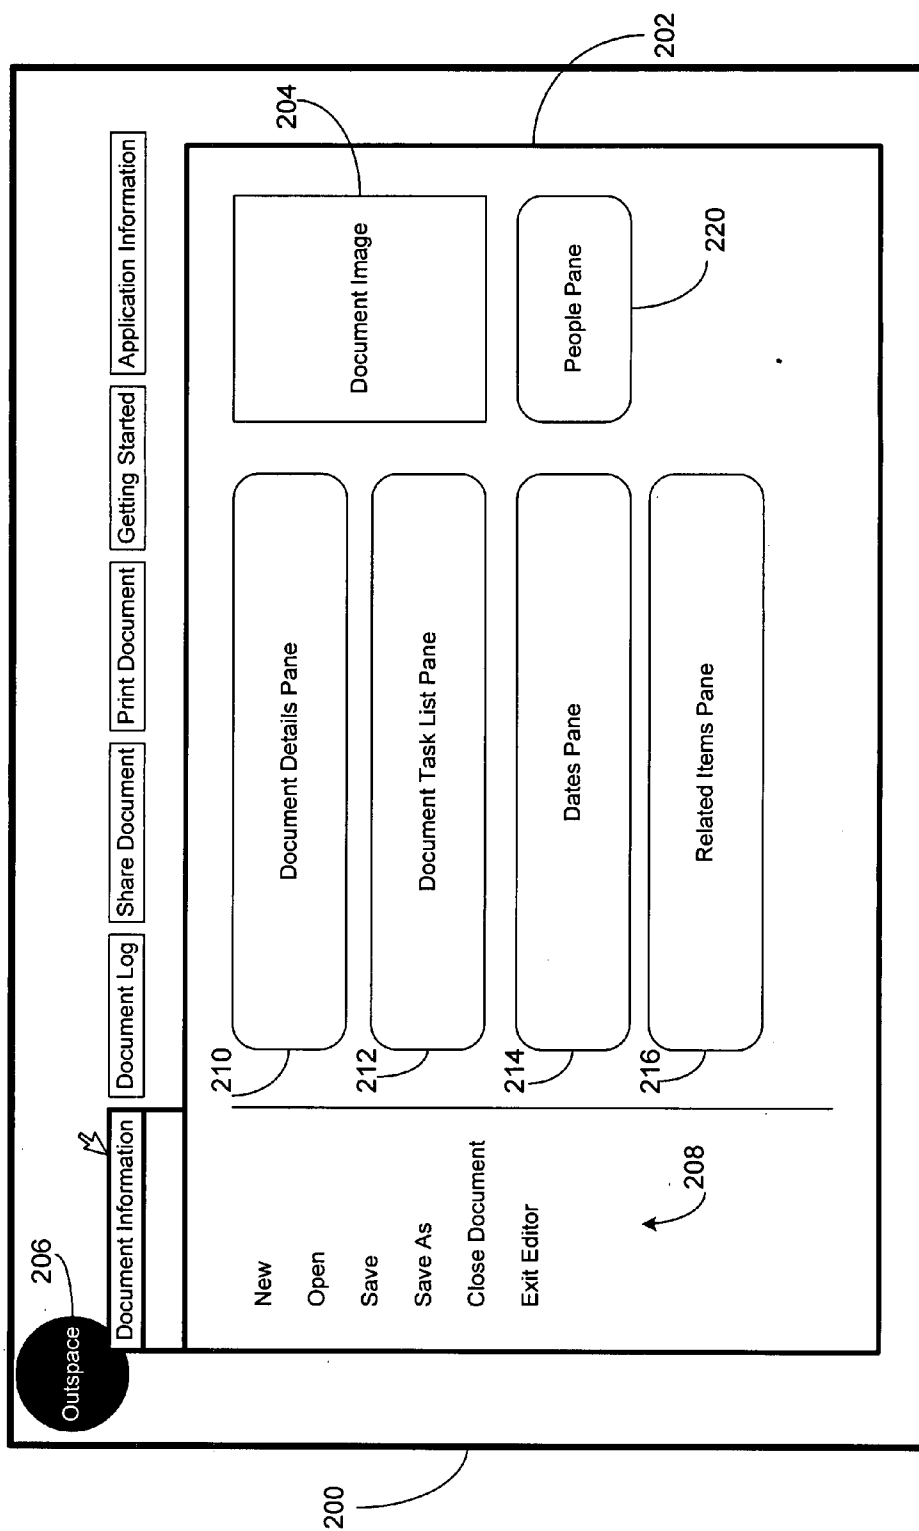 206
Outspace
Document Information
Document Log
Share Document
Print Document
Getting Started
Application Information
New
Open
Save
Save As
Close Document
Exit Editor
208
210
Document Details Pane
212
Document Task List Pane
214
Dates Pane
216
Related Items Pane
204
Document Image
People Pane
220
202
200